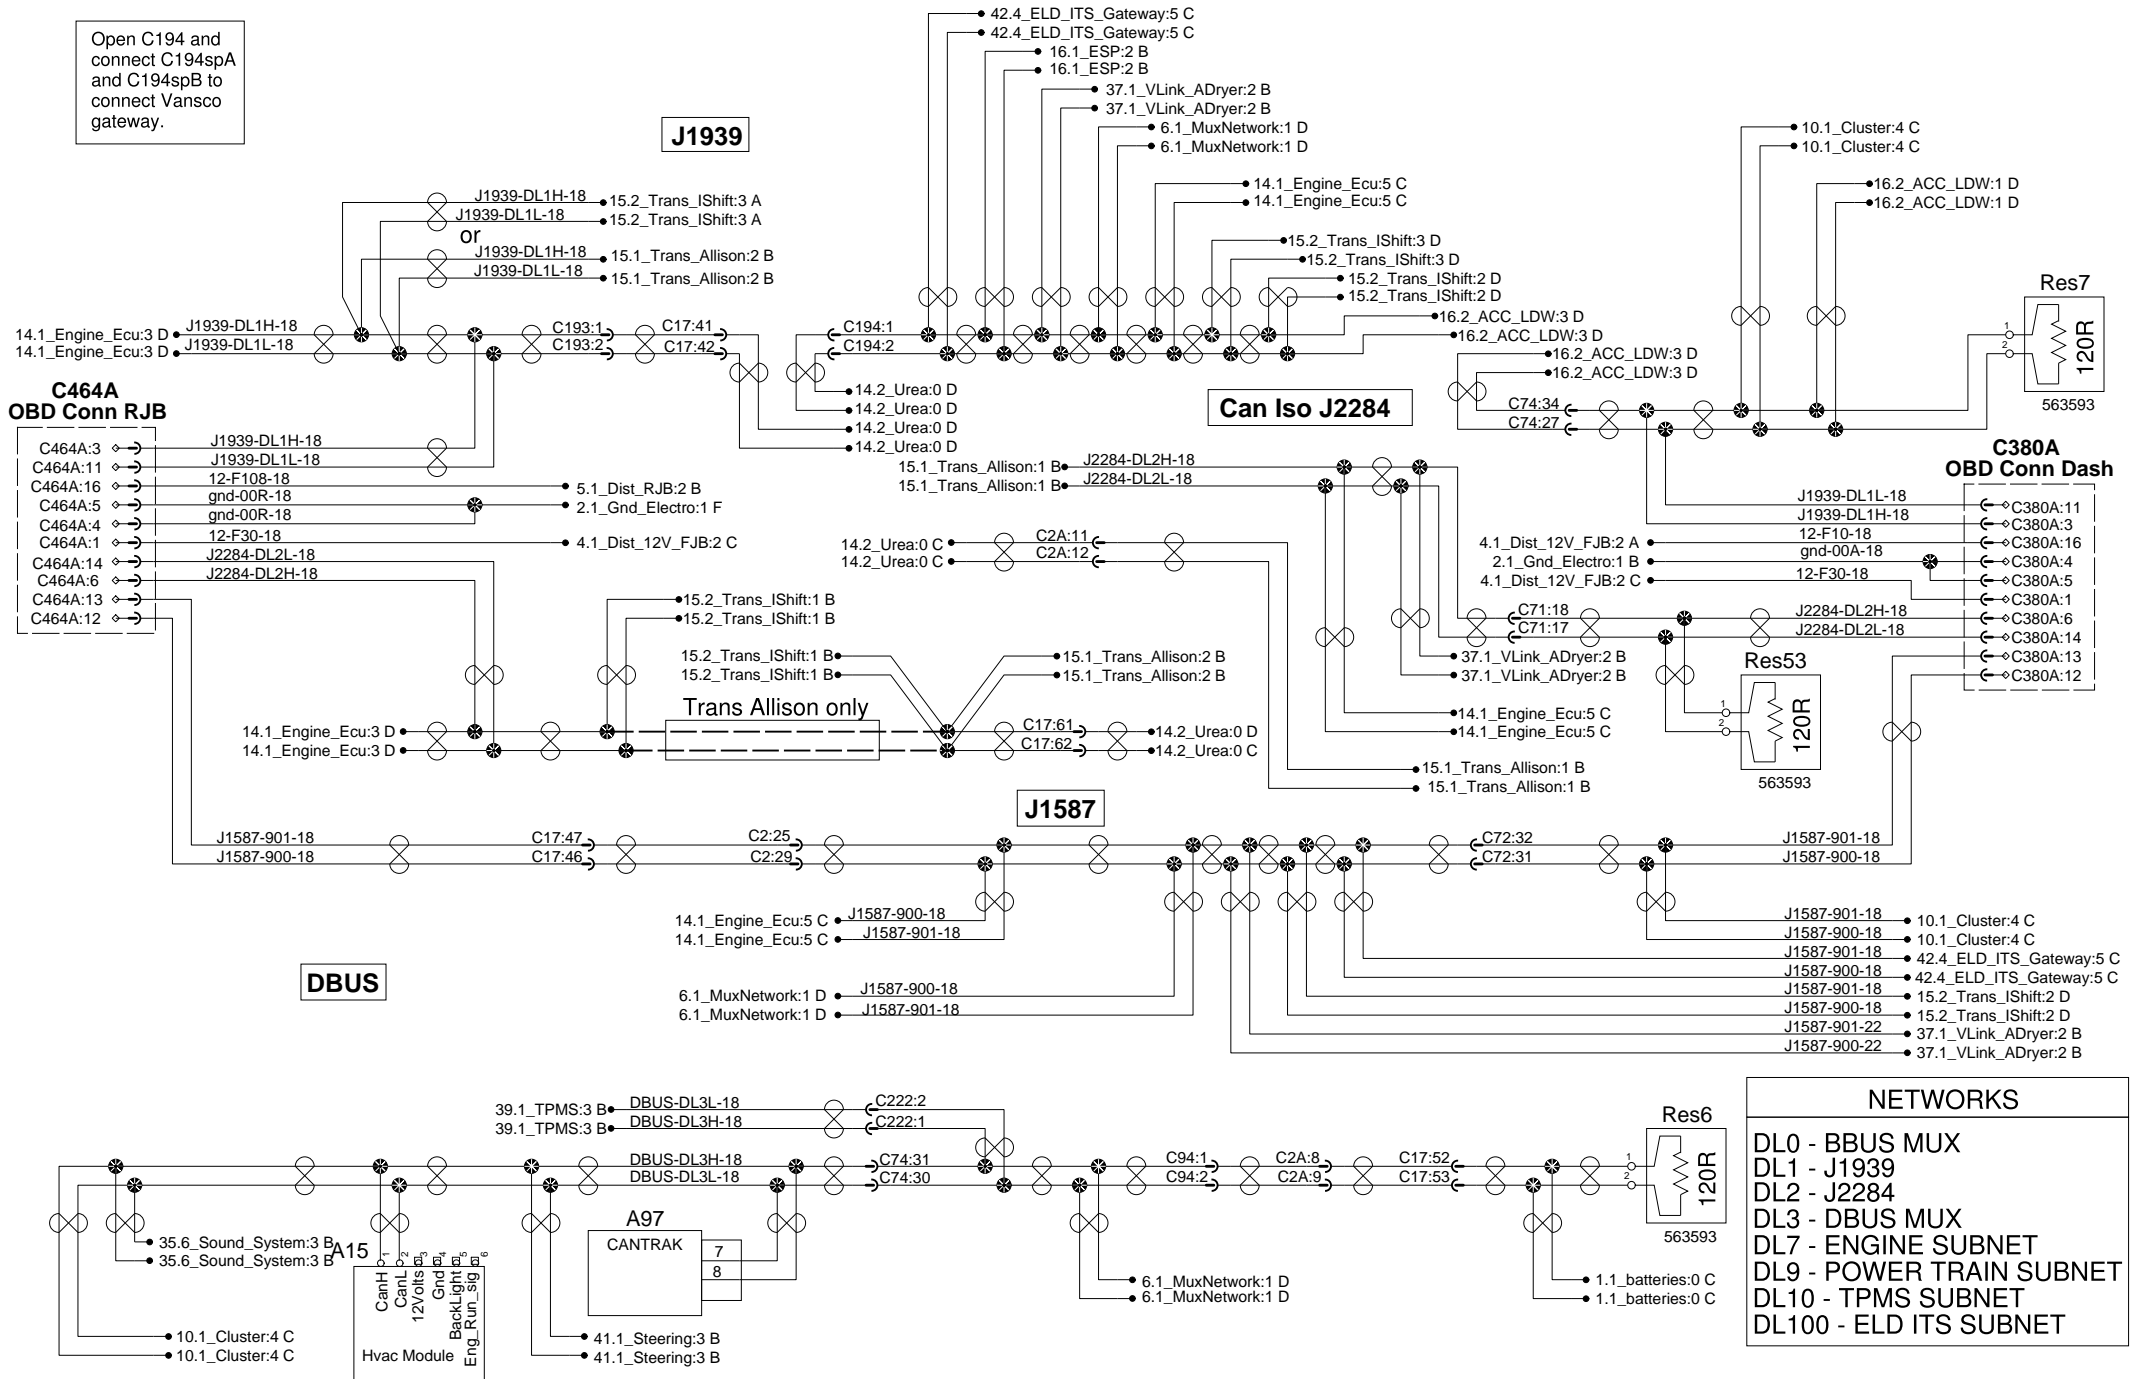 Open C194 and
connect C194spA
and C194spB to
connect Vansco
gateway.
J1939
42.4_ELD_ITS_Gateway:5 C
42.4_ELD_ITS_Gateway:5 C
16.1_ESP:2 B
16.1_ESP:2 B
37.1_VLink_ADryer:2 B
37.1_VLink_ADryer:2 B
6.1_MuxNetwork:1 D
6.1_MuxNetwork:1 D
14.1_Engine_Ecu:5 C
14.1_Engine_Ecu:5 C
15.2_Trans_IShift:3 D
15.2_Trans_IShift:3 D
15.2_Trans_IShift:2 D
15.2_Trans_IShift:2 D
16.2_ACC_LDW:3 D
16.2_ACC_LDW:3 D
16.2_ACC_LDW:3 D
16.2_ACC_LDW:3 D
10.1_Cluster:4 C
10.1_Cluster:4 C
16.2_ACC_LDW:1 D
16.2_ACC_LDW:1 D
Res7
1
2
120R
563593
J1939-DL1H-18
15.2_Trans_IShift:3 A
J1939-DL1L-18
15.2_Trans_IShift:3 A
or
J1939-DL1H-18
15.1_Trans_Allison:2 B
J1939-DL1L-18
15.1_Trans_Allison:2 B
14.1_Engine_Ecu:3 D
J1939-DL1H-18
C193:1
C17:41
C194:1
14.1_Engine_Ecu:3 D
J1939-DL1L-18
C193:2
C17:42
C194:2
14.2_Urea:0 D
14.2_Urea:0 D
14.2_Urea:0 D
14.2_Urea:0 D
C74:34
C74:27
C464A
OBD Conn RJB
C464A:3
J1939-DL1H-18
C464A:11
J1939-DL1L-18
C464A:16
12-F108-18
5.1_Dist_RJB:2 B
C464A:5
gnd-00R-18
2.1_Gnd_Electro:1 F
C464A:4
gnd-00R-18
C464A:1
12-F30-18
4.1_Dist_12V_FJB:2 C
C464A:14
J2284-DL2L-18
C464A:6
J2284-DL2H-18
C464A:13
C464A:12
Can Iso J2284
15.1_Trans_Allison:1 B
J2284-DL2H-18
15.1_Trans_Allison:1 B
J2284-DL2L-18
14.2_Urea:0 C
C2A:11
14.2_Urea:0 C
C2A:12
C380A
OBD Conn Dash
J1939-DL1L-18
C380A:11
J1939-DL1H-18
C380A:3
4.1_Dist_12V_FJB:2 A
12-F10-18
C380A:16
2.1_Gnd_Electro:1 B
gnd-00A-18
C380A:4
4.1_Dist_12V_FJB:2 C
12-F30-18
C380A:5
C380A:1
C71:18
J2284-DL2H-18
C380A:6
C71:17
J2284-DL2L-18
C380A:14
C380A:13
C380A:12
15.2_Trans_IShift:1 B
15.2_Trans_IShift:1 B
15.2_Trans_IShift:1 B
15.1_Trans_Allison:2 B
15.2_Trans_IShift:1 B
15.1_Trans_Allison:2 B
37.1_VLink_ADryer:2 B
37.1_VLink_ADryer:2 B
Res53
1
2
120R
563593
Trans Allison only
14.1_Engine_Ecu:3 D
C17:61
14.2_Urea:0 D
14.1_Engine_Ecu:3 D
C17:62
14.2_Urea:0 C
14.1_Engine_Ecu:5 C
14.1_Engine_Ecu:5 C
15.1_Trans_Allison:1 B
15.1_Trans_Allison:1 B
J1587
J1587-901-18
C17:47
C2:25
C72:32
J1587-901-18
J1587-900-18
C17:46
C2:29
C72:31
J1587-900-18
14.1_Engine_Ecu:5 C
J1587-900-18
14.1_Engine_Ecu:5 C
J1587-901-18
6.1_MuxNetwork:1 D
J1587-900-18
6.1_MuxNetwork:1 D
J1587-901-18
J1587-901-18
10.1_Cluster:4 C
J1587-900-18
10.1_Cluster:4 C
J1587-901-18
42.4_ELD_ITS_Gateway:5 C
J1587-900-18
42.4_ELD_ITS_Gateway:5 C
J1587-901-18
15.2_Trans_IShift:2 D
J1587-900-18
15.2_Trans_IShift:2 D
J1587-901-22
37.1_VLink_ADryer:2 B
J1587-900-22
37.1_VLink_ADryer:2 B
DBUS
39.1_TPMS:3 B
DBUS-DL3L-18
C222:2
39.1_TPMS:3 B
DBUS-DL3H-18
C222:1
DBUS-DL3H-18
C74:31
C94:1
C2A:8
C17:52
DBUS-DL3L-18
C74:30
C94:2
C2A:9
C17:53
Res6
1
2
120R
563593
35.6_Sound_System:3 B
35.6_Sound_System:3 B
10.1_Cluster:4 C
10.1_Cluster:4 C
A15
1
2
3
4
5
6
CanH
CanL
12Volts
Gnd
BackLight
Eng_Run_sig
Hvac Module
A97
CANTRAK
7
8
41.1_Steering:3 B
41.1_Steering:3 B
6.1_MuxNetwork:1 D
6.1_MuxNetwork:1 D
1.1_batteries:0 C
1.1_batteries:0 C
NETWORKS
DL0 - BBUS MUX
DL1 - J1939
DL2 - J2284
DL3 - DBUS MUX
DL7 - ENGINE SUBNET
DL9 - POWER TRAIN SUBNET
DL10 - TPMS SUBNET
DL100 - ELD ITS SUBNET